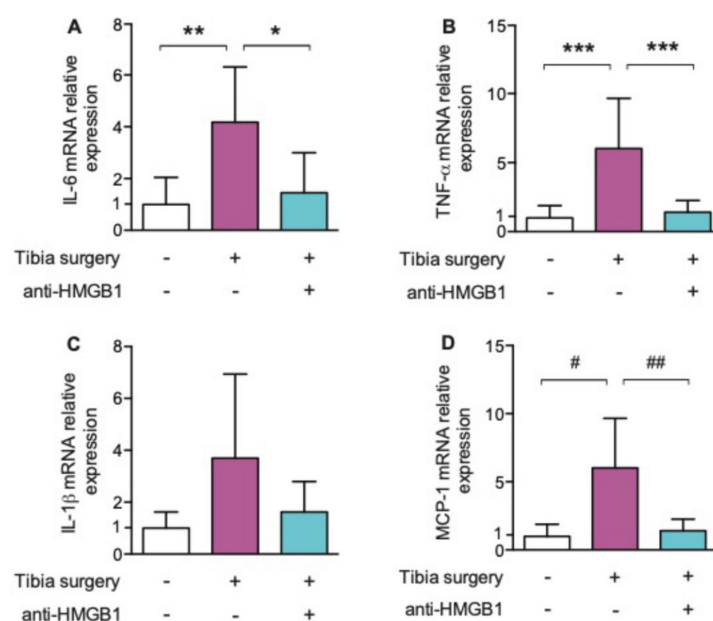 A
IL-6 mRNA relative
expression
8
6
4
2
1
0
** *
Tibia surgery - + +
anti-HMGB1 - - +
B
TNF-α mRNA relative
expression
15
10
5
1
0
*** ***
Tibia surgery - + +
anti-HMGB1 - - +
C
IL-1β mRNA relative
expression
8
6
4
2
1
0
Tibia surgery - + +
anti-HMGB1 - - +
D
MCP-1 mRNA relative
expression
15
10
5
1
0
# ##
Tibia surgery - + +
anti-HMGB1 - - +